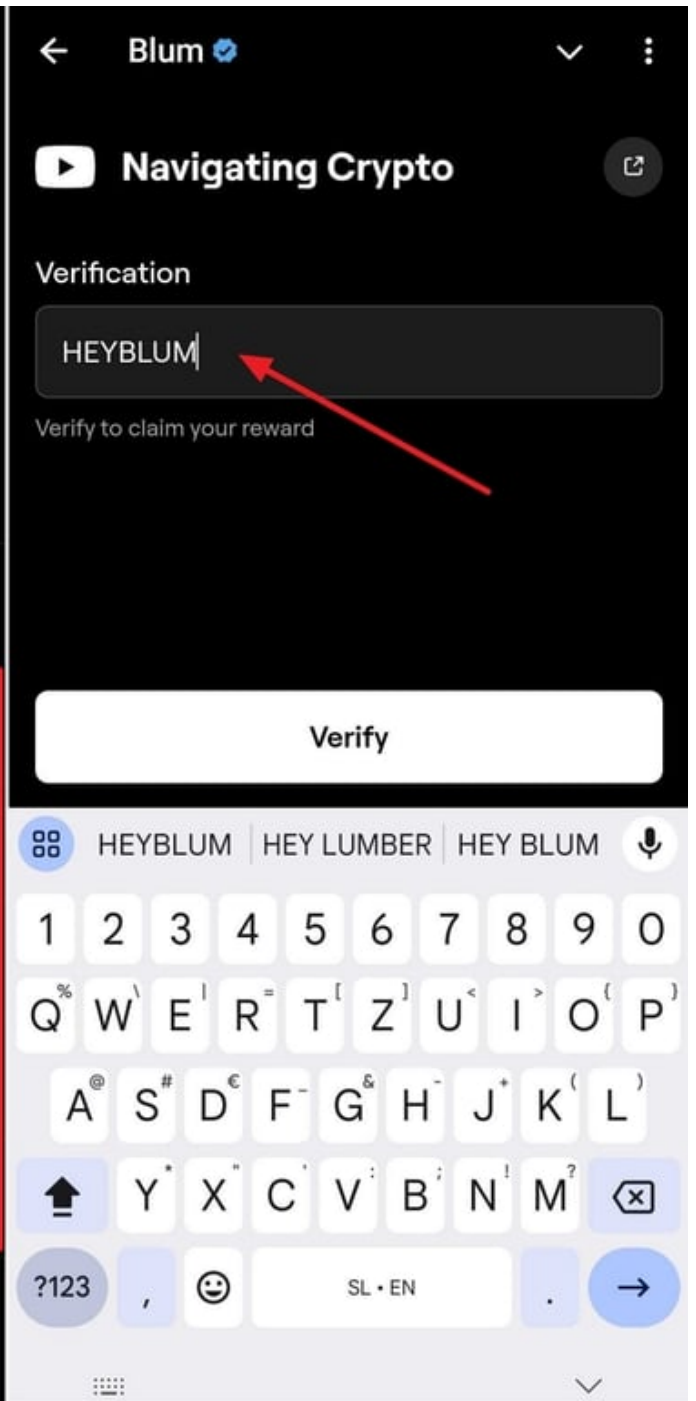 Blum
Navigating Crypto
Verification
HEYBLUM
Verify to claim your reward
Verify
HEYBLUM HEY LUMBER HEY BLUM
1 2 3 4 5 6 7 8 9 0
Q% W\ E| R= T[ Z] U< I> O{ P}
A@ S# D€ F_ G& H- J+ K( L)
Y* X" C' V: B; N! M?
?123 , SL • EN . →